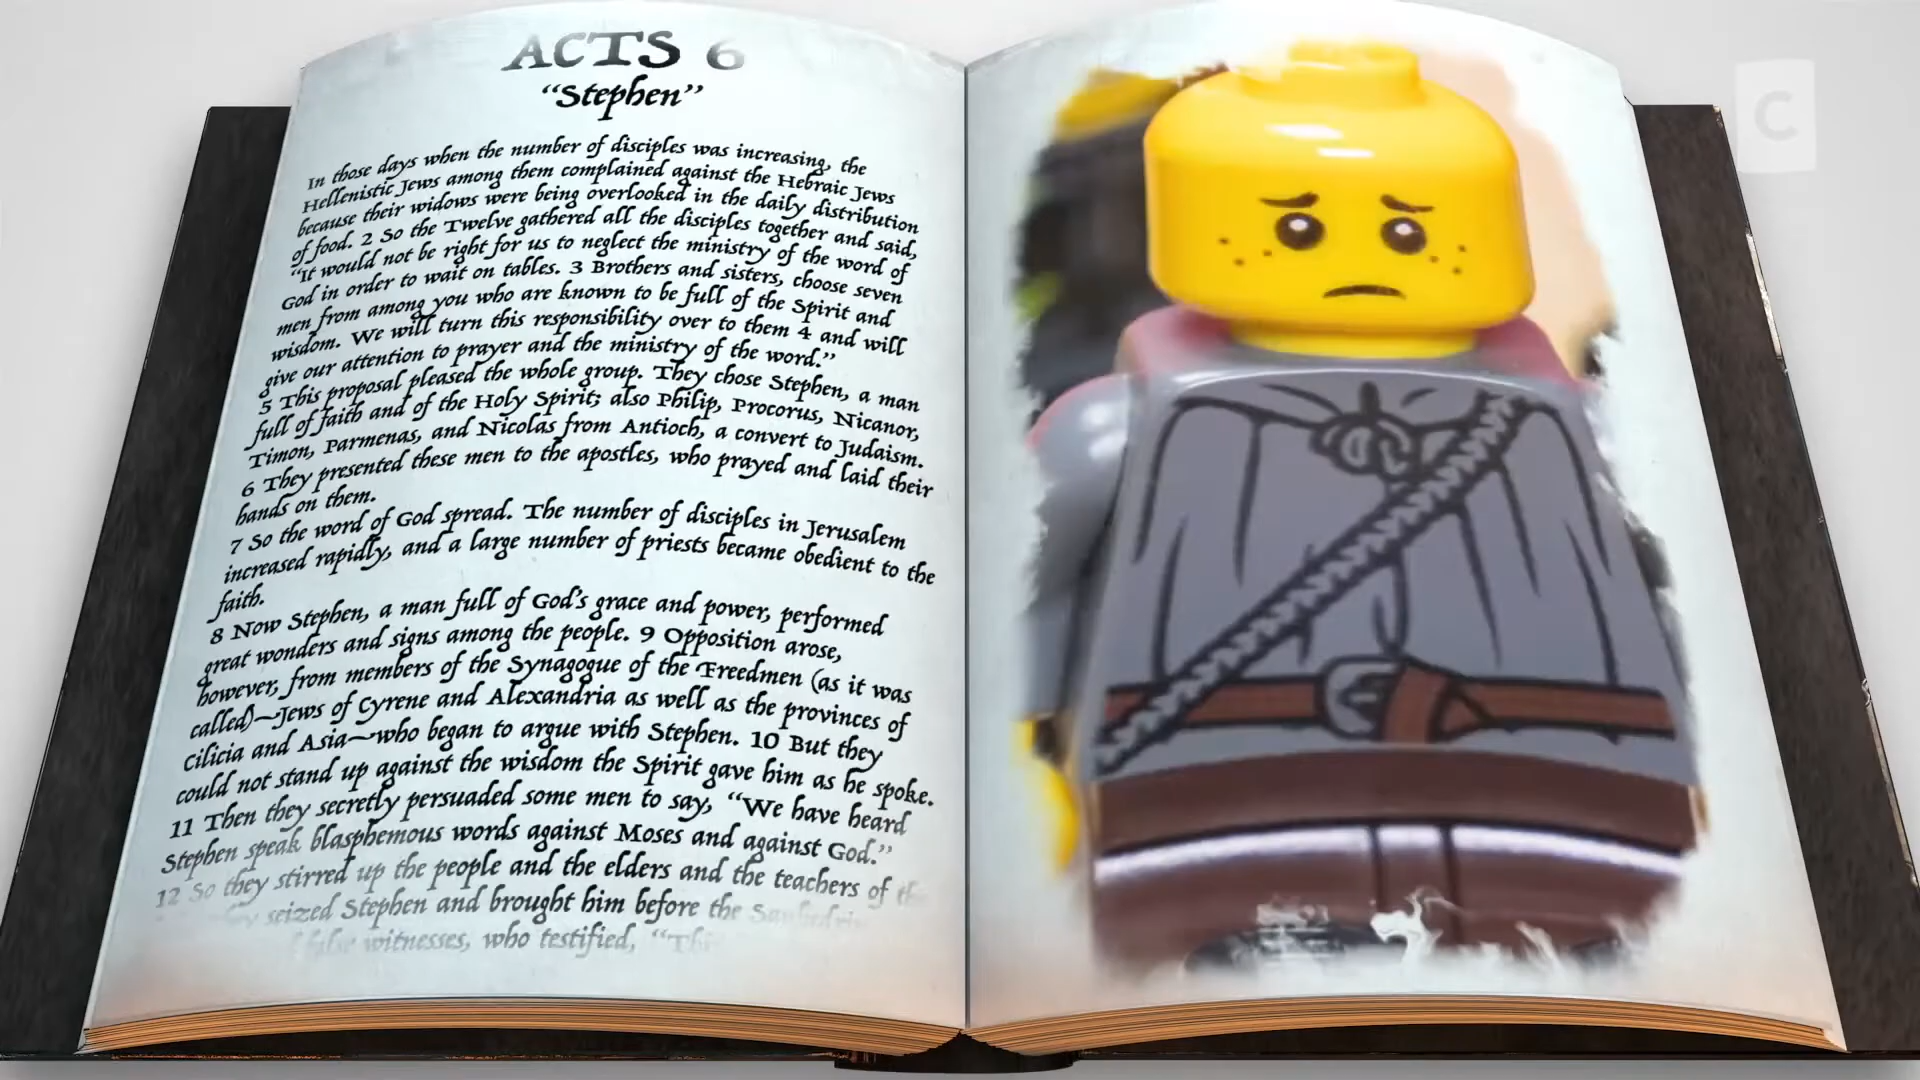 ACTS 6
“Stephen”
In those days when the number of disciples was increasing, the
Hellenistic Jews among them complained against the Hebraic Jews
because their widows were being overlooked in the daily distribution
of food. 2 So the Twelve gathered all the disciples together and said,
“It would not be right for us to neglect the ministry of the word of
God in order to wait on tables. 3 Brothers and sisters, choose seven
men from among you who are known to be full of the Spirit and
wisdom. We will turn this responsibility over to them 4 and will
give our attention to prayer and the ministry of the word.”
5 This proposal pleased the whole group. They chose Stephen, a man
full of faith and of the Holy Spirit; also Philip, Procorus, Nicanor,
Timon, Parmenas, and Nicolas from Antioch, a convert to Judaism.
6 They presented these men to the apostles, who prayed and laid their
hands on them.
7 So the word of God spread. The number of disciples in Jerusalem
increased rapidly, and a large number of priests became obedient to the
faith.
8 Now Stephen, a man full of God’s grace and power, performed
great wonders and signs among the people. 9 Opposition arose,
however, from members of the Synagogue of the Freedmen (as it was
called)—Jews of Cyrene and Alexandria as well as the provinces of
Cilicia and Asia—who began to argue with Stephen. 10 But they
could not stand up against the wisdom the Spirit gave him as he spoke.
11 Then they secretly persuaded some men to say, “We have heard
Stephen speak blasphemous words against Moses and against God.”
12 So they stirred up the people and the elders and the teachers of the
seized Stephen and brought him before the Sanhedrin
false witnesses, who testified,
C